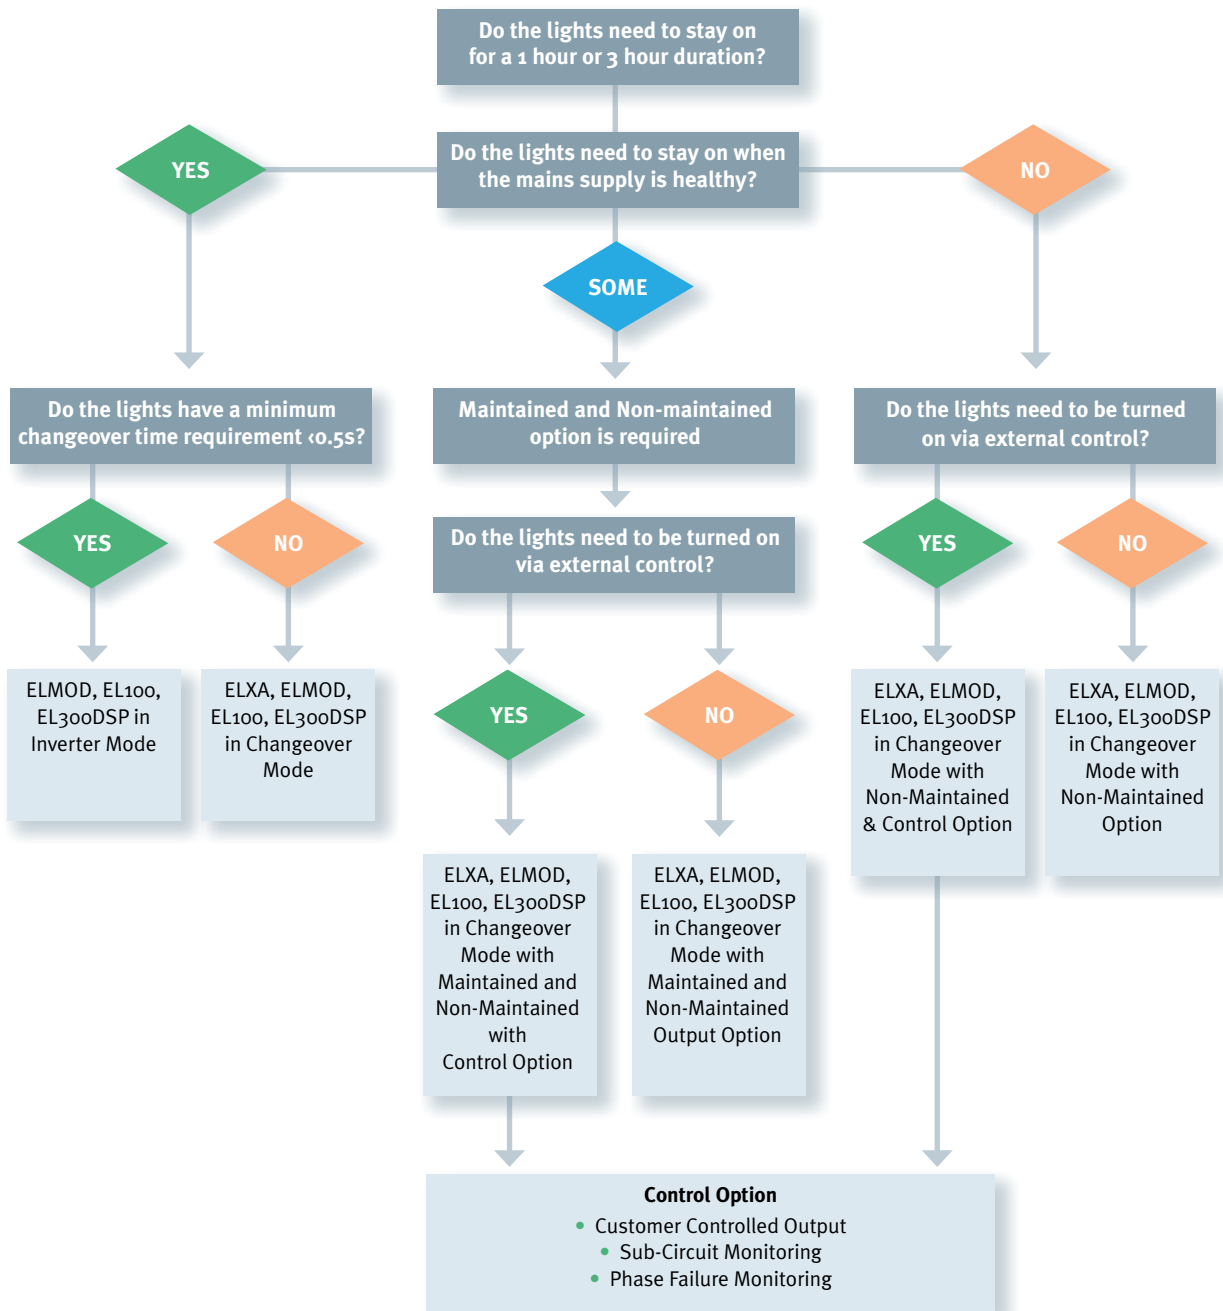 Do the lights need to stay on
for a 1 hour or 3 hour duration?
Do the lights need to stay on when
the mains supply is healthy?
YES
NO
SOME
Do the lights have a minimum
changeover time requirement <0.5s?
Maintained and Non-maintained
option is required
Do the lights need to be turned
on via external control?
YES
NO
Do the lights need to be turned on
via external control?
YES
NO
ELMOD, EL100,
EL300DSP in
Inverter Mode
ELXA, ELMOD,
EL100, EL300DSP
in Changeover
Mode
YES
NO
ELXA, ELMOD,
EL100, EL300DSP
in Changeover
Mode with
Non-Maintained
& Control Option
ELXA, ELMOD,
EL100, EL300DSP
in Changeover
Mode with
Non-Maintained
Option
ELXA, ELMOD,
EL100, EL300DSP
in Changeover
Mode with
Maintained and
Non-Maintained
with
Control Option
ELXA, ELMOD,
EL100, EL300DSP
in Changeover
Mode with
Maintained and
Non-Maintained
Output Option
Control Option
• Customer Controlled Output
• Sub-Circuit Monitoring
• Phase Failure Monitoring